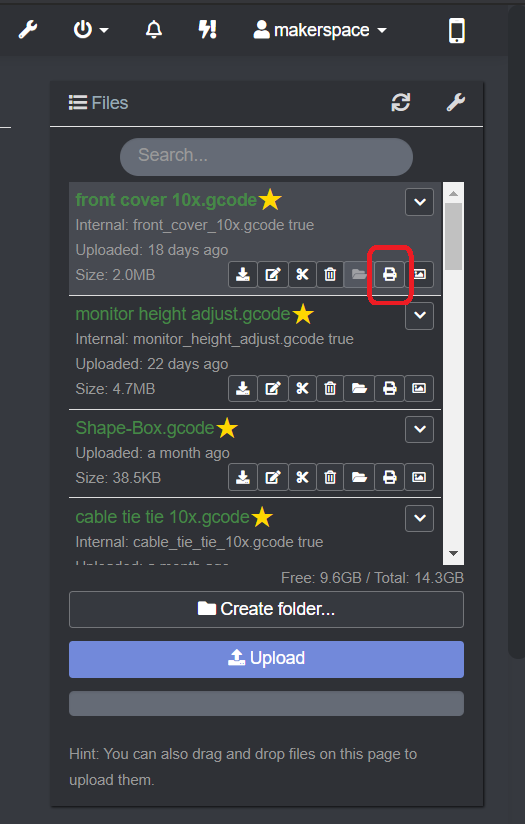 makerspace
Files
Search...
front cover 10x.gcode
Internal: front_cover_10x.gcode true
Uploaded: 18 days ago
Size: 2.0MB
monitor height adjust.gcode
Internal: monitor_height_adjust.gcode true
Uploaded: 22 days ago
Size: 4.7MB
Shape-Box.gcode
Uploaded: a month ago
Size: 38.5KB
cable tie tie 10x.gcode
Internal: cable_tie_tie_10x.gcode true
Uploaded: a month ago
Free: 9.6GB / Total: 14.3GB
Create folder...
Upload
Hint: You can also drag and drop files on this page to
upload them.